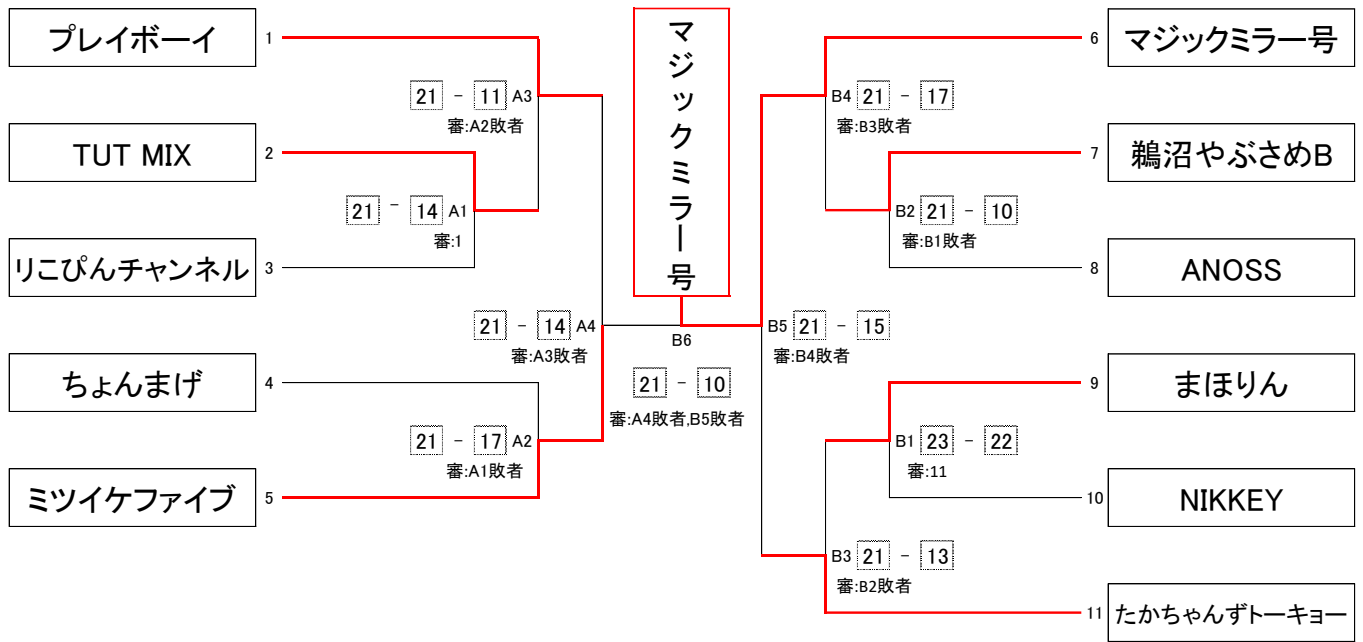 プレイボーイ
1
21 - 11 A3
審:A2敗者
TUT MIX
2
21 - 14 A1
審:1
りこぴんチャンネル
3
21 - 14 A4
審:A3敗者
ちょんまげ
4
21 - 17 A2
審:A1敗者
ミツイケファイブ
5
マジックミラー号
B6
21 - 10
審:A4敗者,B5敗者
6
マジックミラー号
B4 21 - 17
審:B3敗者
7
鵜沼やぶさめB
B2 21 - 10
審:B1敗者
8
ANOSS
B5 21 - 15
審:B4敗者
9
まほりん
B1 23 - 22
審:11
10
NIKKEY
B3 21 - 13
審:B2敗者
11
たかちゃんずトーキョー